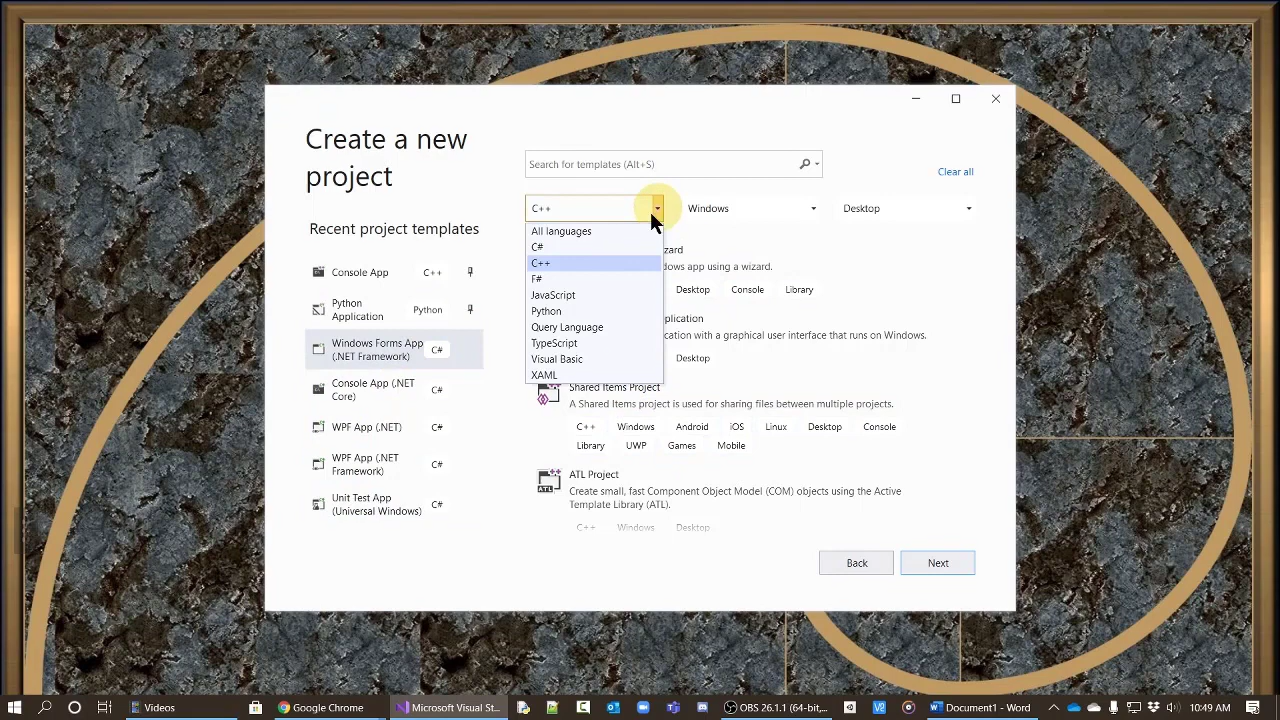 Create a new
project
Search for templates (Alt+S)
Clear all
C++
Windows
Desktop
All languages
C#
C++
F#
JavaScript
Python
Query Language
TypeScript
Visual Basic
XAML
Recent project templates
Console App C++
Python
Application Python
Windows Forms App
(.NET Framework) C#
Console App (.NET
Core) C#
WPF App (.NET) C#
WPF App (.NET
Framework) C#
Unit Test App
(Universal Windows) C#
zard
dows app using a wizard.
Desktop Console Library
plication
cation with a graphical user interface that runs on Windows.
Desktop
Shared Items Project
A Shared Items project is used for sharing files between multiple projects.
C++ Windows Android iOS Linux Desktop Console
Library UWP Games Mobile
ATL
ATL Project
Create small, fast Component Object Model (COM) objects using the Active
Template Library (ATL).
C++ Windows Desktop
Back
Next
Videos
Google Chrome
Microsoft Visual St...
OBS 26.1.1 (64-bit,...
Document1 - Word
10:49 AM